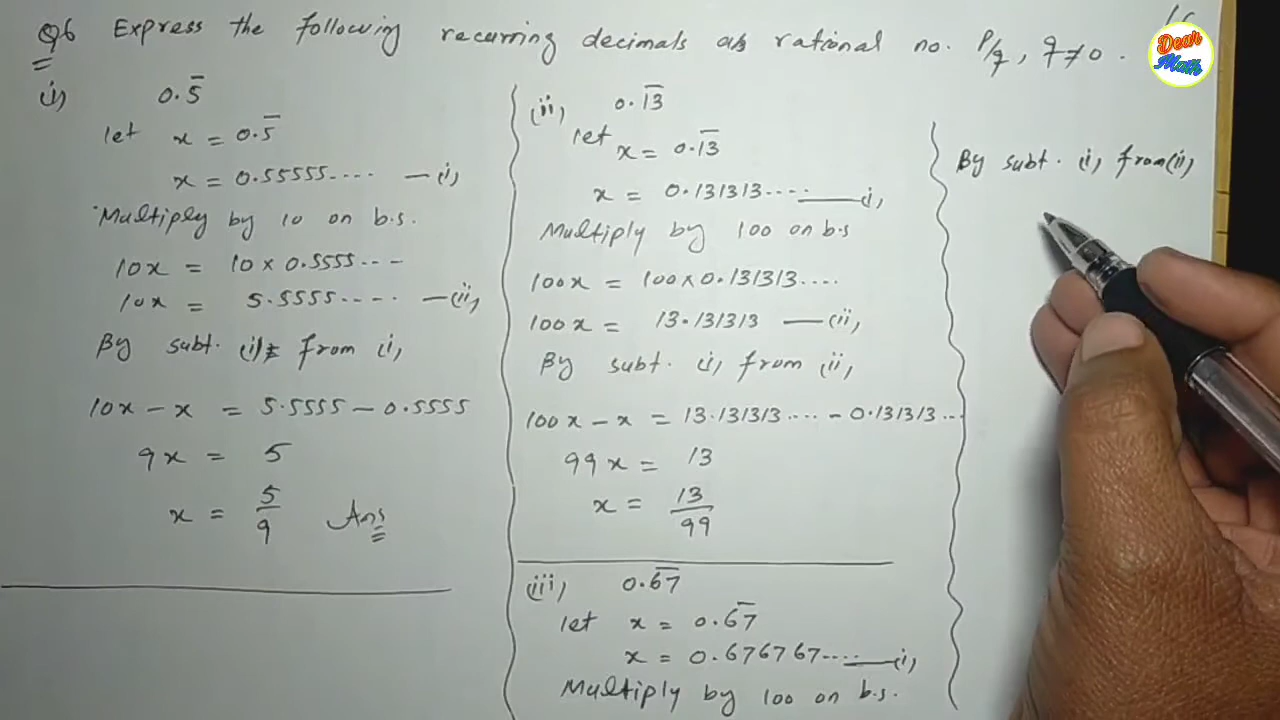 Q6 Express the following recurring decimals as rational no. P/q, q≠0.
(i) 0.5̅
let x = 0.5̅
x = 0.55555.... —(i)
Multiply by 10 on b.s.
10x = 10 × 0.5555...
10x = 5.5555.... —(ii)
By subt. (i) from (i)
10x - x = 5.5555 - 0.5555
9x = 5
x = 5/9 Ans
(ii) 0.1̅3̅
let x = 0.1̅3̅
x = 0.131313.... —(i)
Multiply by 100 on b.s
100x = 100 × 0.131313....
100x = 13.131313 —(ii)
By subt. (i) from (ii)
100x - x = 13.131313.... - 0.131313...
99x = 13
x = 13/99
(iii) 0.6̅7̅
let x = 0.67̅
x = 0.676767.... —(i)
Multiply by 100 on b.s.
By subt. (i) from (ii)
Dear
Math